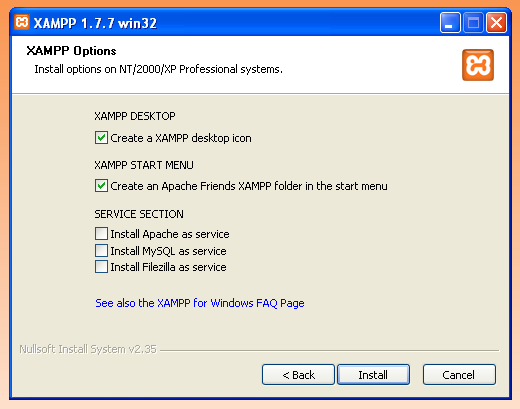 XAMPP 1.7.7 win32
XAMPP Options
Install options on NT/2000/XP Professional systems.
XAMPP DESKTOP
Create a XAMPP desktop icon
XAMPP START MENU
Create an Apache Friends XAMPP folder in the start menu
SERVICE SECTION
Install Apache as service
Install MySQL as service
Install Filezilla as service
See also the XAMPP for Windows FAQ Page
Nullsoft Install System v2.35
< Back Install Cancel